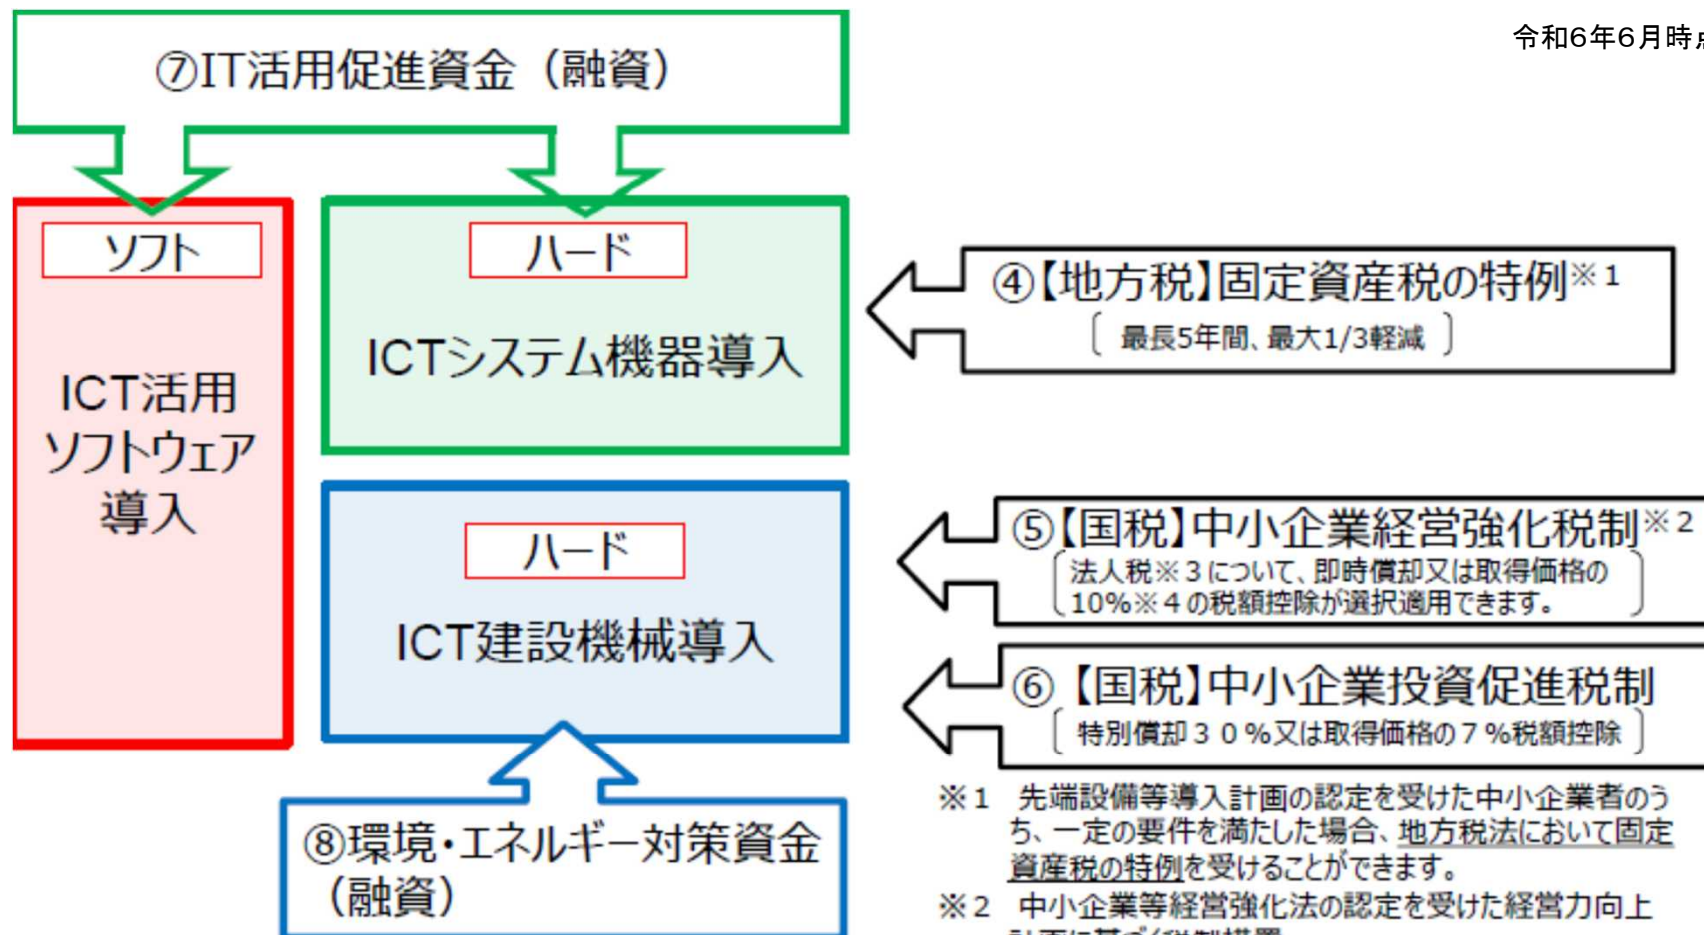 令和6年6月時点
⑦IT活用促進資金（融資）
ソフト
ICT活用
ソフトウェア
導入
ハード
ICTシステム機器導入
ハード
ICT建設機械導入
⑧環境・エネルギー対策資金
（融資）
④【地方税】固定資産税の特例※1
〔 最長5年間、最大1/3軽減 〕
⑤【国税】中小企業経営強化税制※2
法人税※３について、即時償却又は取得価格の
10%※４の税額控除が選択適用できます。
⑥【国税】中小企業投資促進税制
〔 特別償却３０％又は取得価格の７％税額控除 〕
※1 先端設備等導入計画の認定を受けた中小企業者のう
ち、一定の要件を満たした場合、地方税法において固定
資産税の特例を受けることができます。
※2 中小企業等経営強化法の認定を受けた経営力向上